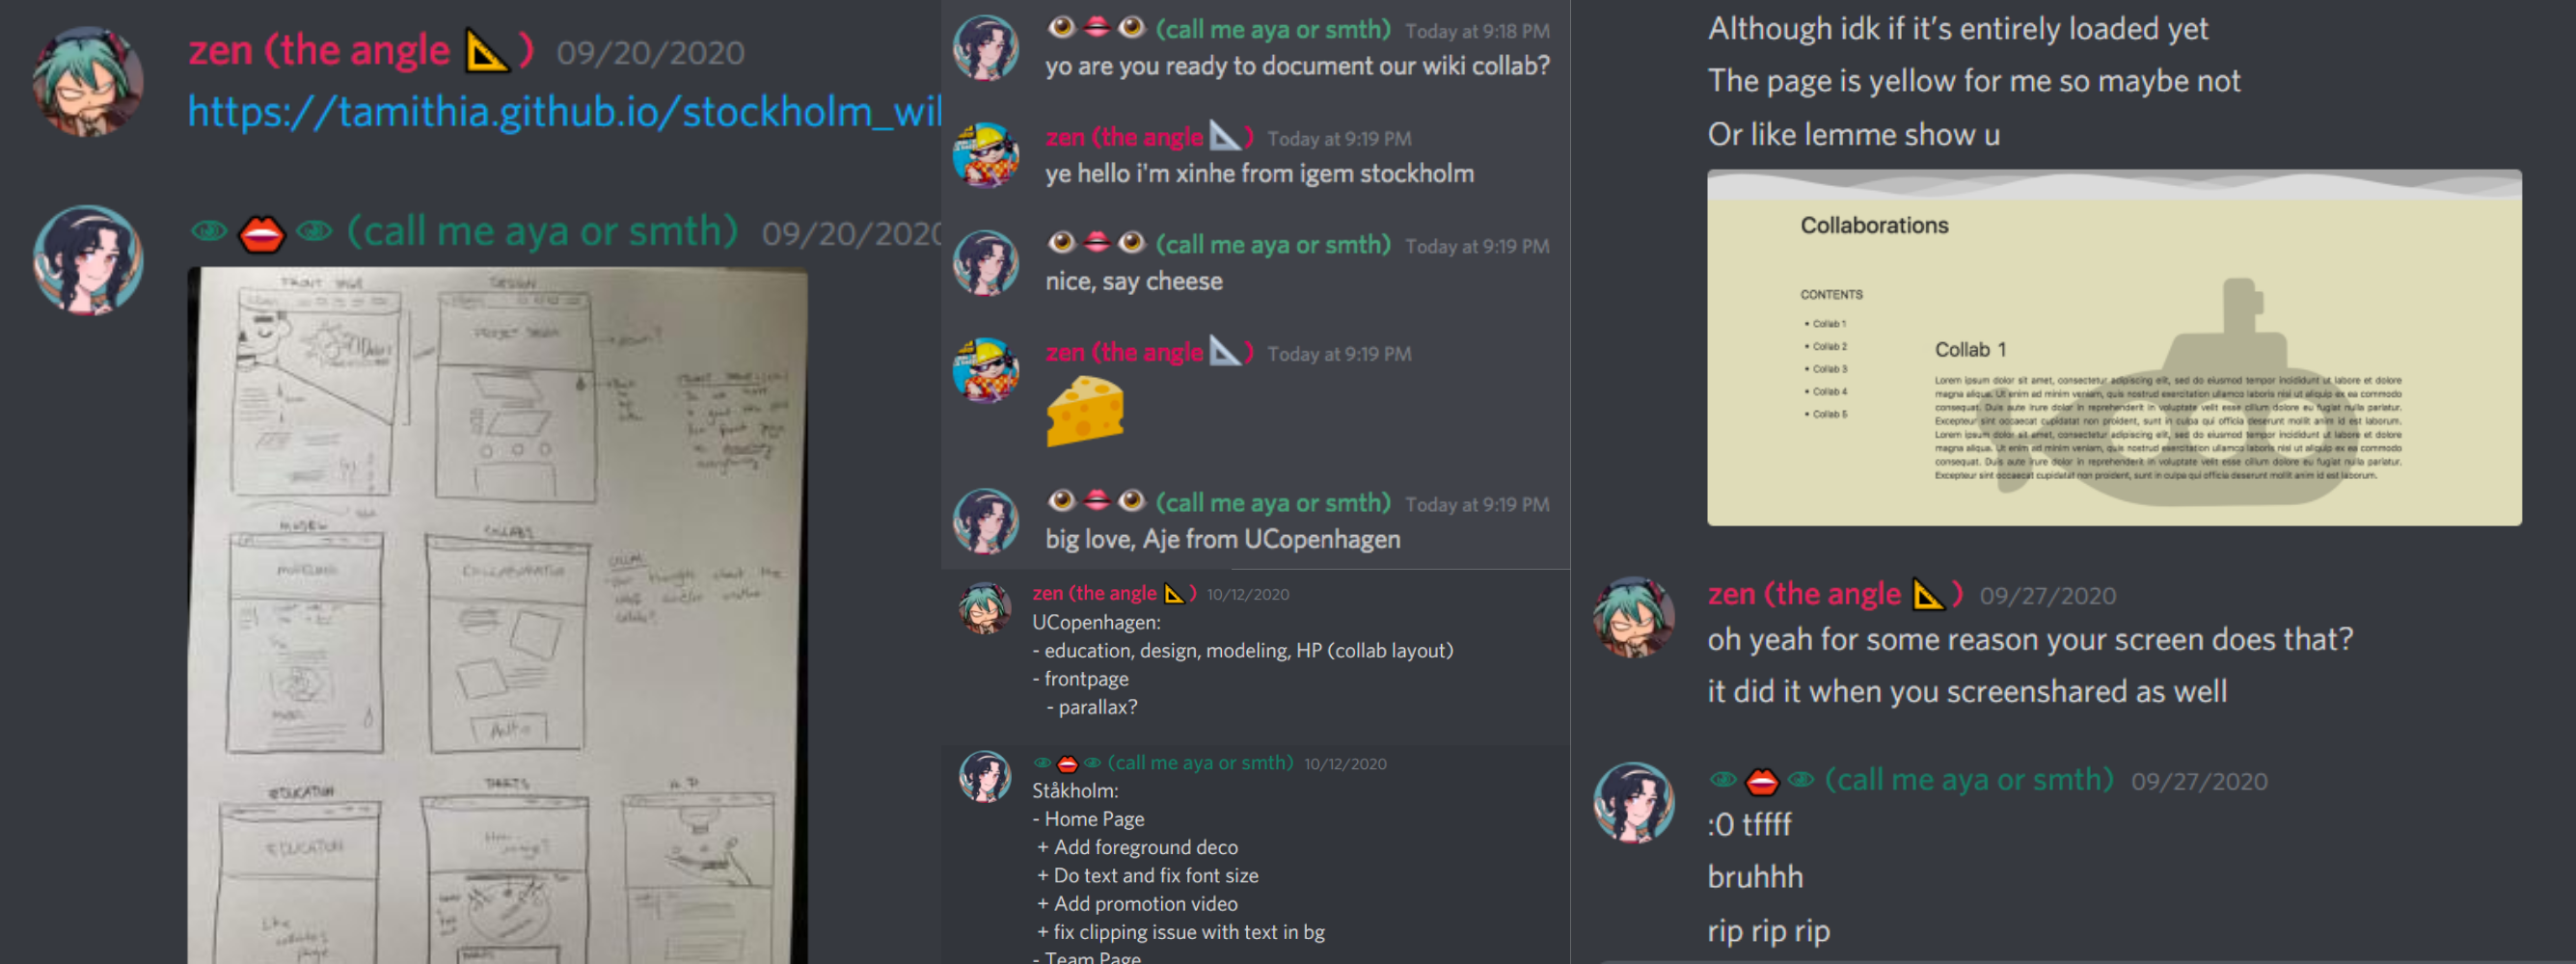 zen (the angle 📐) 09/20/2020
https://tamithia.github.io/stockholm_wi
👁👄👁 (call me aya or smth) 09/20/2020
FRONT PAGE
DESIGN
PROJECT DESIGN
MODEL
COLLABS
MODELLING
COLLABORATION
EDUCATION
PARTS
H.P
EDUCATION
Like
page
👁👄👁 (call me aya or smth) Today at 9:18 PM
yo are you ready to document our wiki collab?
zen (the angle 📐) Today at 9:19 PM
ye hello i'm xinhe from igem stockholm
👁👄👁 (call me aya or smth) Today at 9:19 PM
nice, say cheese
zen (the angle 📐) Today at 9:19 PM
🧀
👁👄👁 (call me aya or smth) Today at 9:19 PM
big love, Aje from UCopenhagen
zen (the angle 📐) 10/12/2020
UCopenhagen:
- education, design, modeling, HP (collab layout)
- frontpage
- parallax?
👁👄👁 (call me aya or smth) 10/12/2020
Ståkholm:
- Home Page
+ Add foreground deco
+ Do text and fix font size
+ Add promotion video
+ fix clipping issue with text in bg
- Team Page
Although idk if it's entirely loaded yet
The page is yellow for me so maybe not
Or like lemme show u
Collaborations
CONTENTS
• Collab 1
• Collab 2
• Collab 3
• Collab 4
• Collab 5
Collab 1
Lorem ipsum dolor sit amet, consectetur adipiscing elit, sed do eiusmod tempor incididunt ut labore et dolore
magna aliqua. Ut enim ad minim veniam, quis nostrud exercitation ullamco laboris nisi ut aliquip ex ea commodo
consequat. Duis aute irure dolor in reprehenderit in voluptate velit esse cillum dolore eu fugiat nulla pariatur.
Excepteur sint occaecat cupidatat non proident, sunt in culpa qui officia deserunt mollit anim id est laborum.
Lorem ipsum dolor sit amet, consectetur adipiscing elit, sed do eiusmod tempor incididunt ut labore et dolore
magna aliqua. Ut enim ad minim veniam, quis nostrud exercitation ullamco laboris nisi ut aliquip ex ea commodo
consequat. Duis aute irure dolor in reprehenderit in voluptate velit esse cillum dolore eu fugiat nulla pariatur.
Excepteur sint occaecat cupidatat non proident, sunt in culpa qui officia deserunt mollit anim id est laborum.
zen (the angle 📐) 09/27/2020
oh yeah for some reason your screen does that?
it did it when you screenshared as well
👁👄👁 (call me aya or smth) 09/27/2020
:0 tffff
bruhhh
rip rip rip